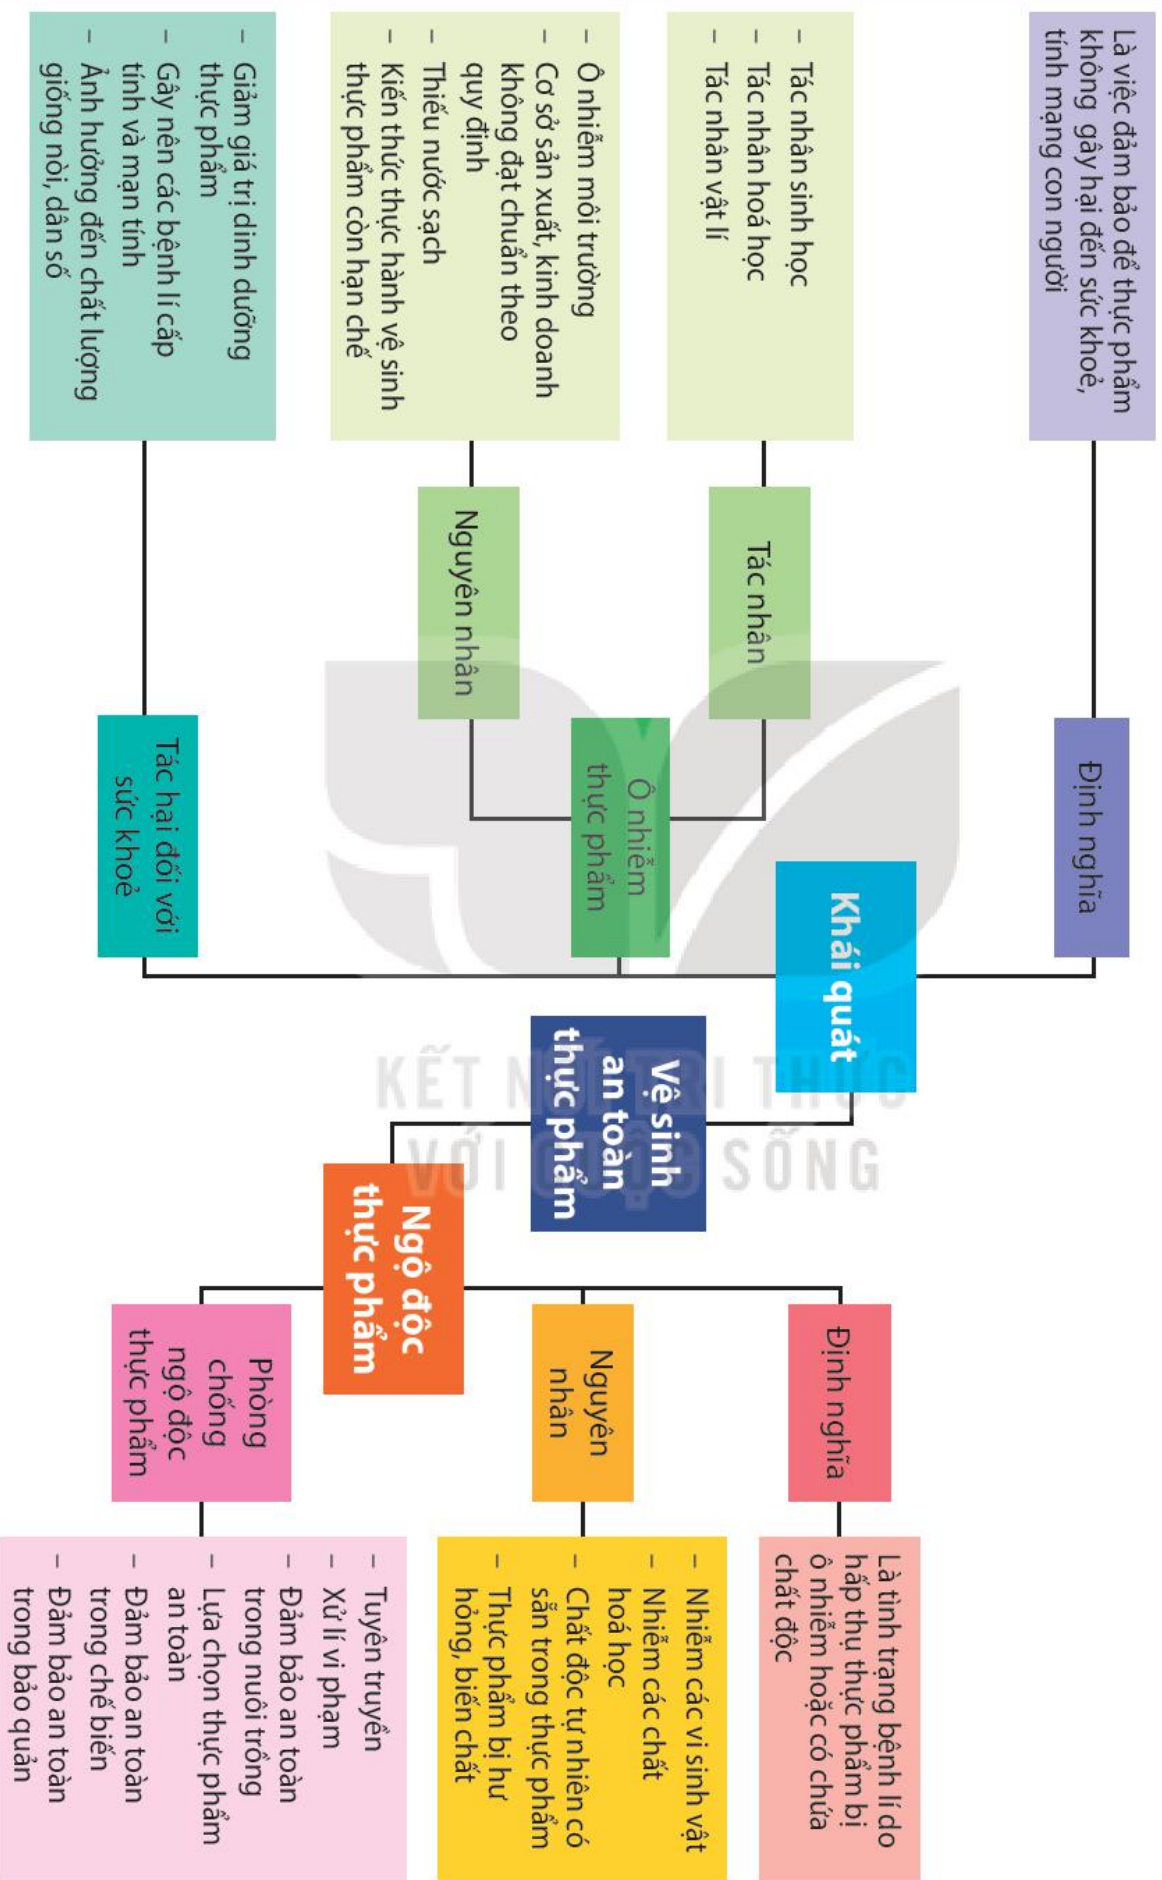 Là việc đảm bảo để thực phẩm
không gây hại đến sức khoẻ,
tính mạng con người
Định nghĩa
– Tác nhân sinh học
– Tác nhân hoá học
– Tác nhân vật lí
Tác nhân
– Ô nhiễm môi trường
– Cơ sở sản xuất, kinh doanh
không đạt chuẩn theo
quy định
– Thiếu nước sạch
– Kiến thức thực hành vệ sinh
thực phẩm còn hạn chế
Nguyên nhân
Ô nhiễm
thực phẩm
– Giảm giá trị dinh dưỡng
thực phẩm
– Gây nên các bệnh lí cấp
tính và mạn tính
– Ảnh hưởng đến chất lượng
giống nòi, dân số
Tác hại đối với
sức khoẻ
Khái quát
Vệ sinh
an toàn
thực phẩm
Ngộ độc
thực phẩm
Định nghĩa
Là tình trạng bệnh lí do
hấp thụ thực phẩm bị
ô nhiễm hoặc có chứa
chất độc
Nguyên
nhân
– Nhiễm các vi sinh vật
– Nhiễm các chất
hoá học
– Chất độc tự nhiên có
sẵn trong thực phẩm
– Thực phẩm bị hư
hỏng, biến chất
Phòng
chống
ngộ độc
thực phẩm
– Tuyên truyền
– Xử lí vi phạm
– Đảm bảo an toàn
trong nuôi trồng
– Lựa chọn thực phẩm
an toàn
– Đảm bảo an toàn
trong chế biến
– Đảm bảo an toàn
trong bảo quản
KẾT NỐI TRI THỨC
VỚI CUỘC SỐNG